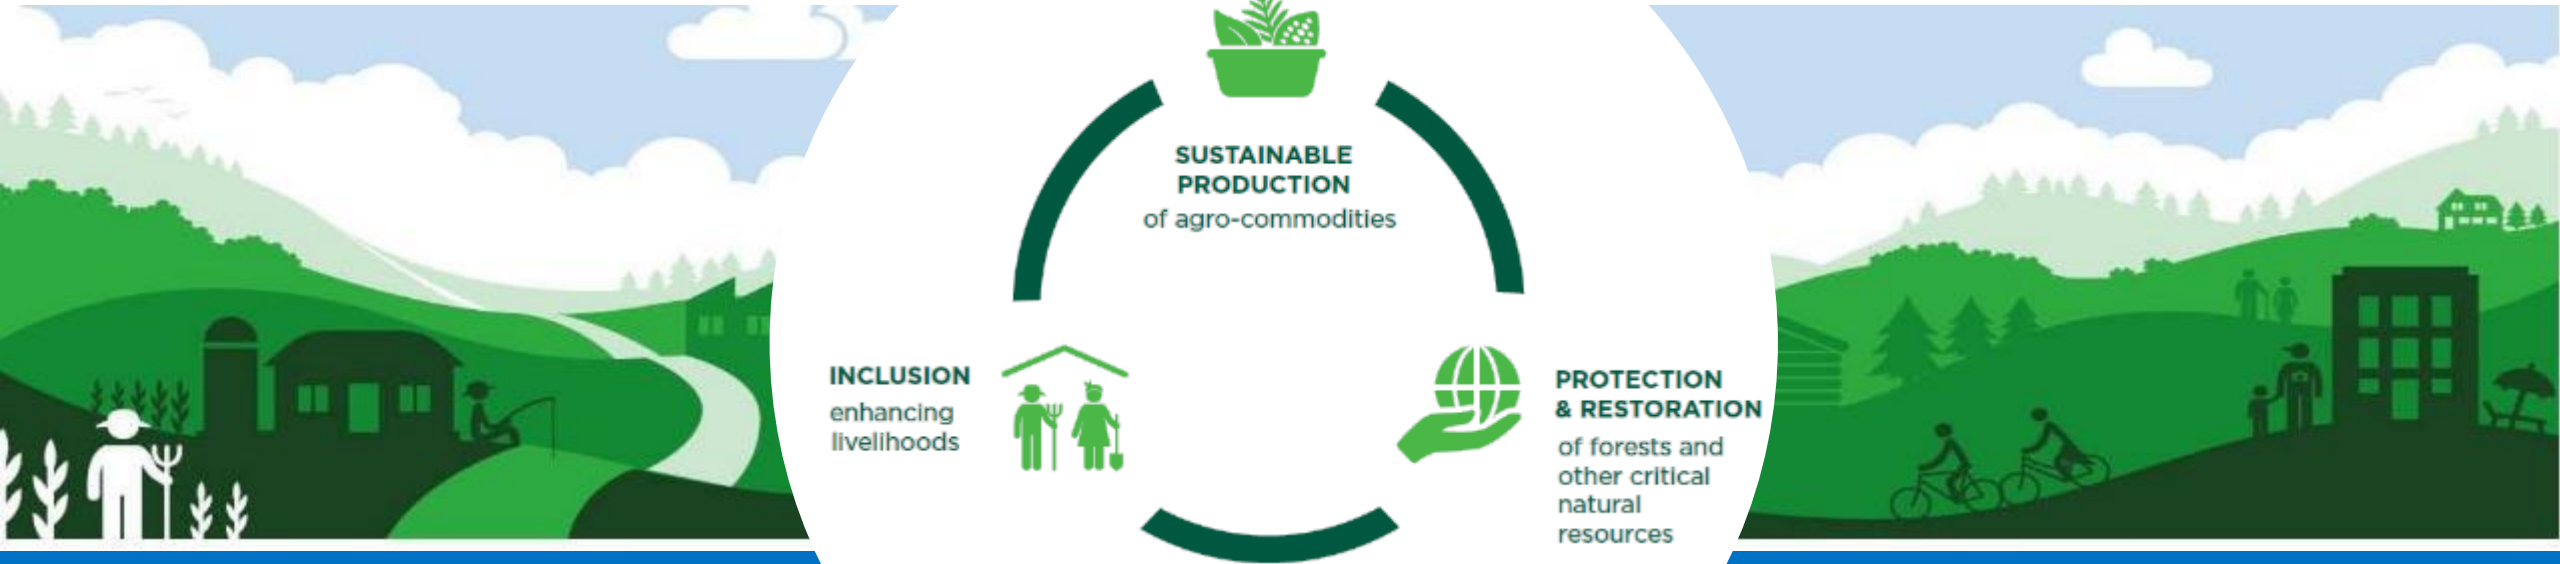 SUSTAINABLE
PRODUCTION
of agro-commodities
INCLUSION
enhancing
livelihoods
PROTECTION
& RESTORATION
of forests and
other critical
natural
resources